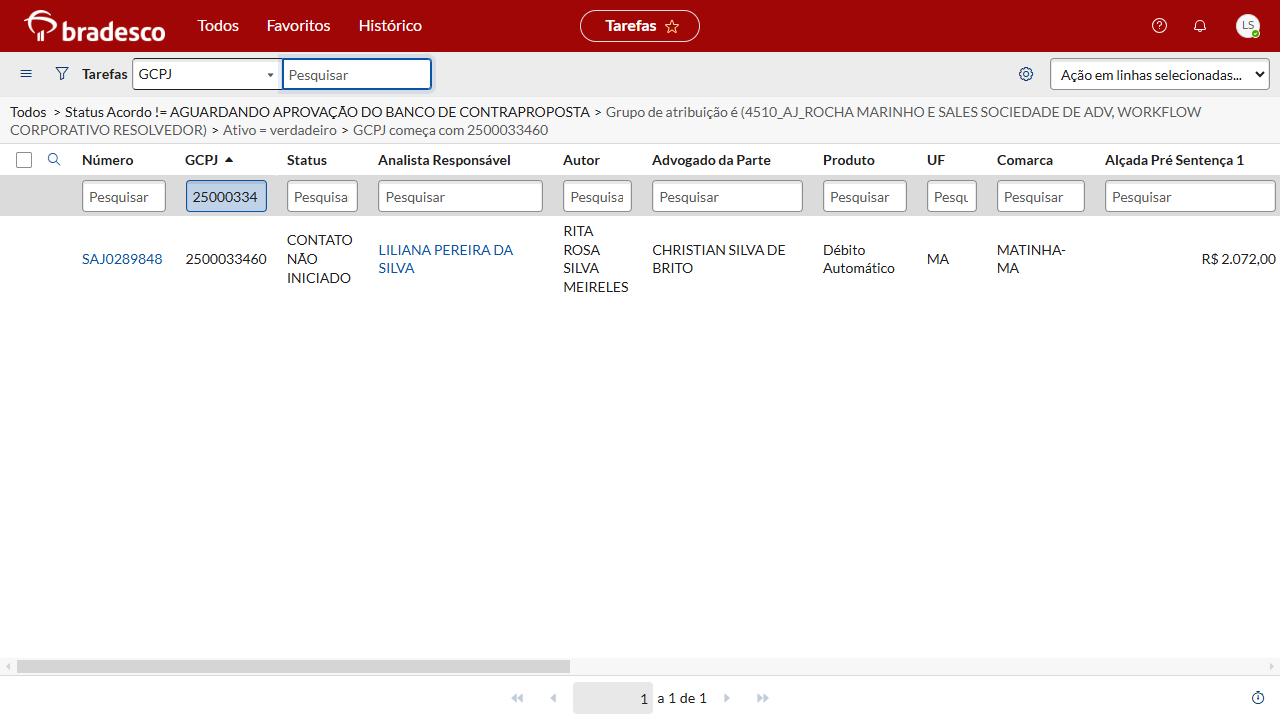 bradesco Todos Favoritos Histórico Tarefas LS
Tarefas GCPJ Pesquisar Ação em linhas selecionadas...
Todos > Status Acordo != AGUARDANDO APROVAÇÃO DO BANCO DE CONTRAPROPOSTA > Grupo de atribuição é (4510_AJ_ROCHA MARINHO E SALES SOCIEDADE DE ADV, WORKFLOW
CORPORATIVO RESOLVEDOR) > Ativo = verdadeiro > GCPJ começa com 2500033460
Número GCPJ Status Analista Responsável Autor Advogado da Parte Produto UF Comarca Alçada Pré Sentença 1
Pesquisar 25000334 Pesquisa Pesquisar Pesquisa Pesquisar Pesquisar Pesqu Pesquisar Pesquisar
SAJ0289848
2500033460
CONTATO
NÃO
INICIADO
LILIANA PEREIRA DA
SILVA
RITA
ROSA
SILVA
MEIRELES
CHRISTIAN SILVA DE
BRITO
Débito
Automático
MA
MATINHA-
MA
R$ 2.072,00
1 a 1 de 1